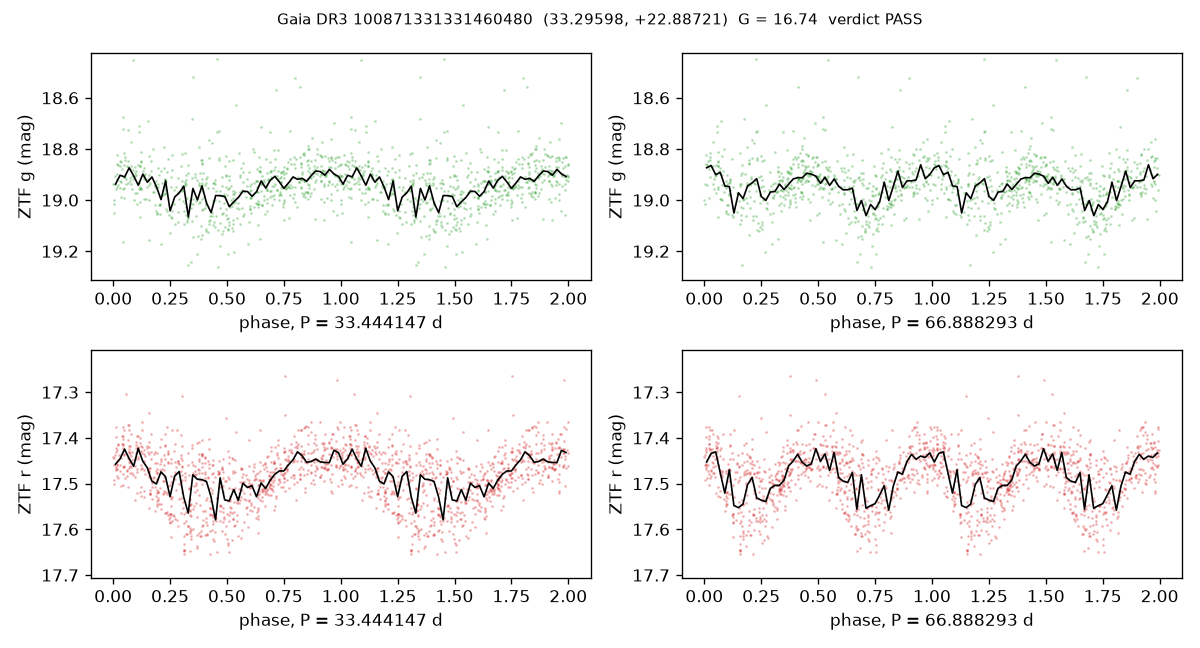 Gaia DR3 100871331331460480  (33.29598, +22.88721)  G = 16.74  verdict PASS
ZTF g (mag)
18.6
18.8
19.0
19.2
0.00 0.25 0.50 0.75 1.00 1.25 1.50 1.75 2.00
phase, P = 33.444147 d
ZTF g (mag)
18.6
18.8
19.0
19.2
0.00 0.25 0.50 0.75 1.00 1.25 1.50 1.75 2.00
phase, P = 66.888293 d
ZTF r (mag)
17.3
17.4
17.5
17.6
17.7
0.00 0.25 0.50 0.75 1.00 1.25 1.50 1.75 2.00
phase, P = 33.444147 d
ZTF r (mag)
17.3
17.4
17.5
17.6
17.7
0.00 0.25 0.50 0.75 1.00 1.25 1.50 1.75 2.00
phase, P = 66.888293 d